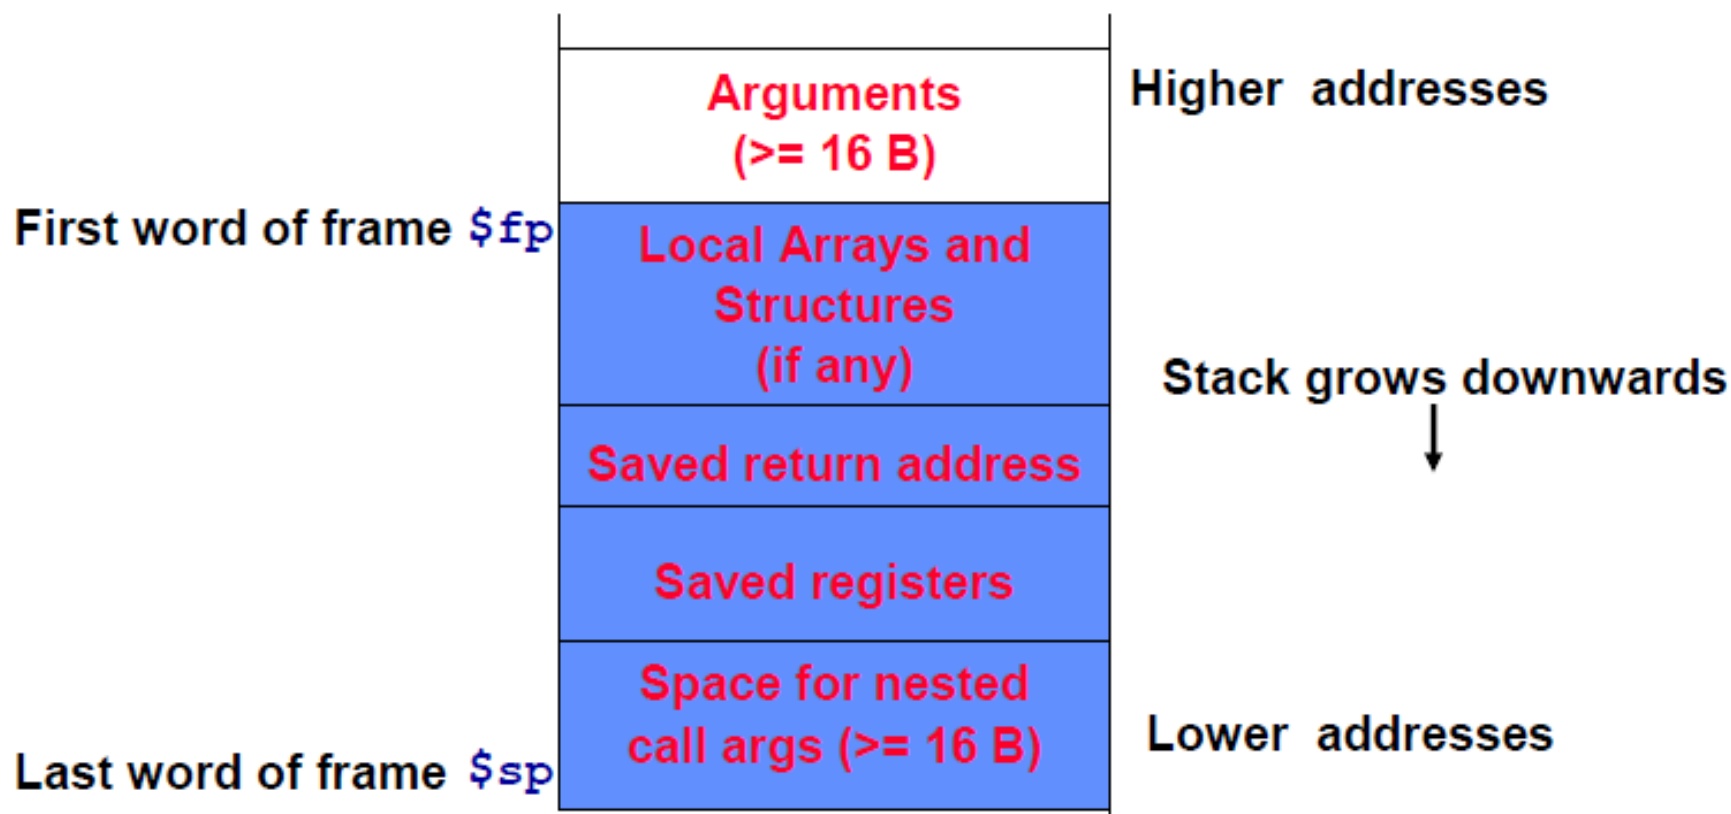 Arguments
(>= 16 B)
Higher addresses
First word of frame $fp
Local Arrays and
Structures
(if any)
Stack grows downwards
Saved return address
Saved registers
Space for nested
call args (>= 16 B)
Lower addresses
Last word of frame $sp